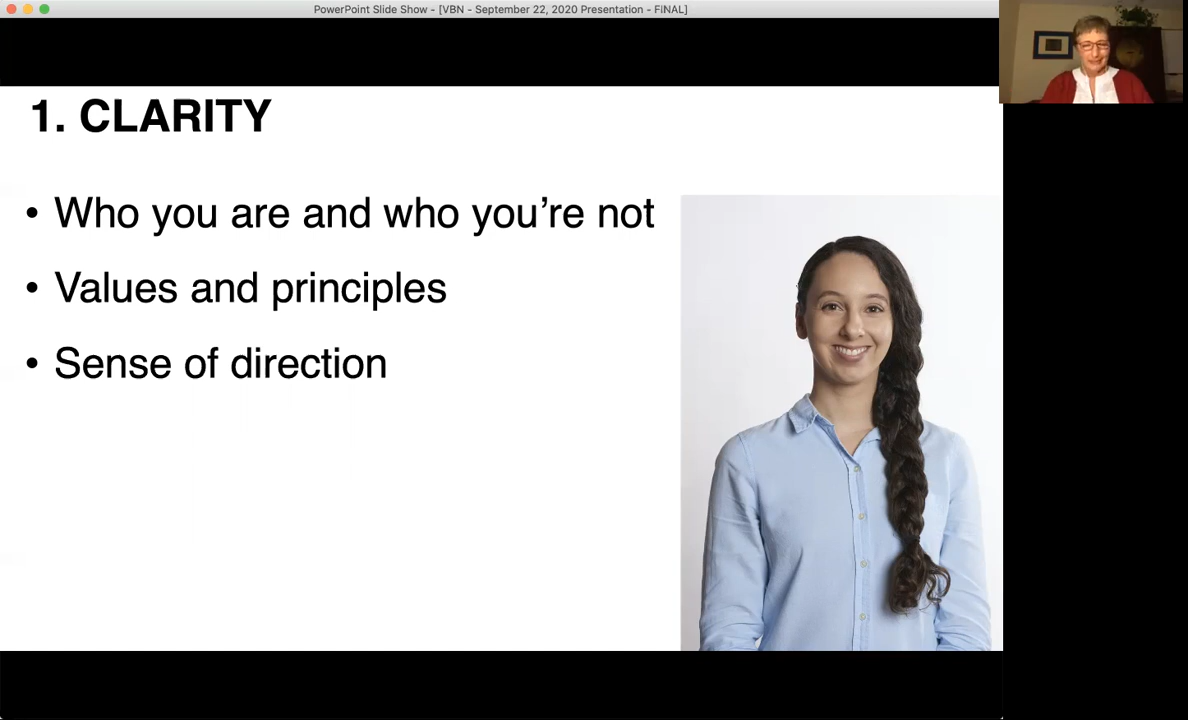 PowerPoint Slide Show - [VBN - September 22, 2020 Presentation - FiNAL]
1. CLARITY
• Who you are and who you’re not
• Values and principles
• Sense of direction